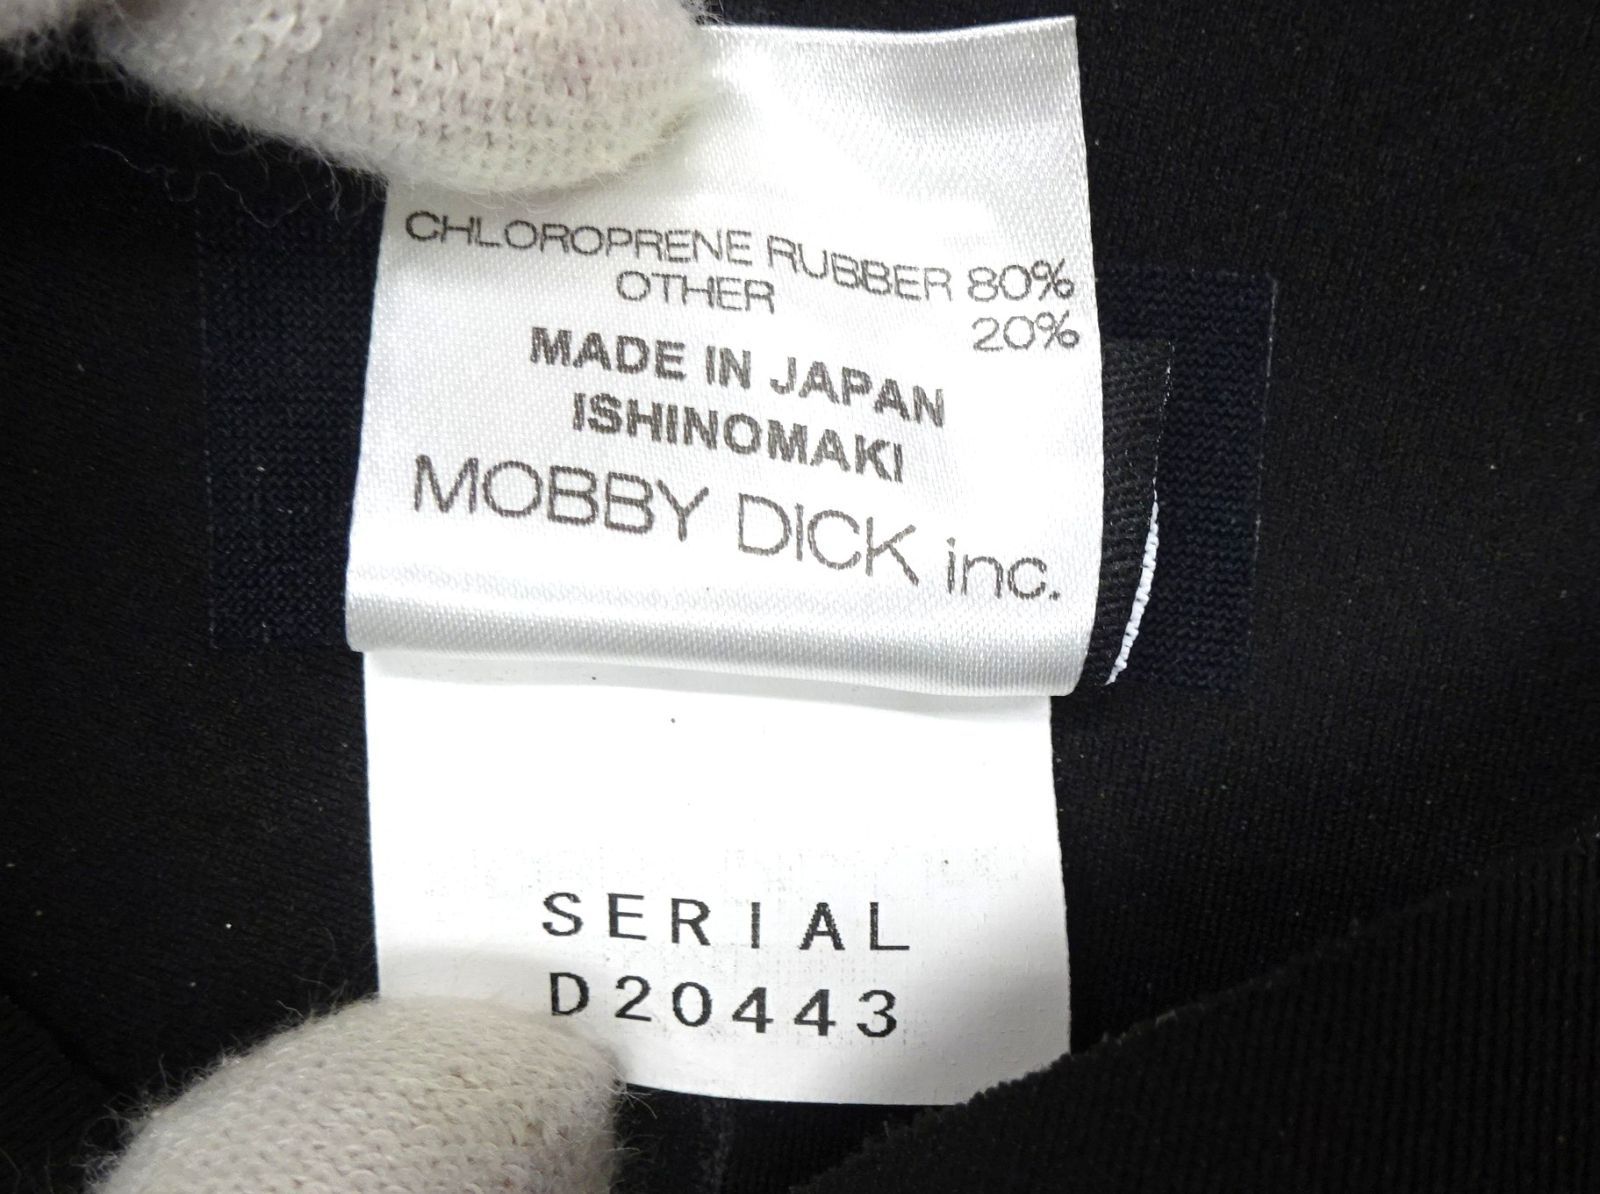 CHLOROPRENE RUBBER 80%
OTHER 20%
MADE IN JAPAN
ISHINOMAKI
MOBBY DICK inc.
SERIAL
D20443